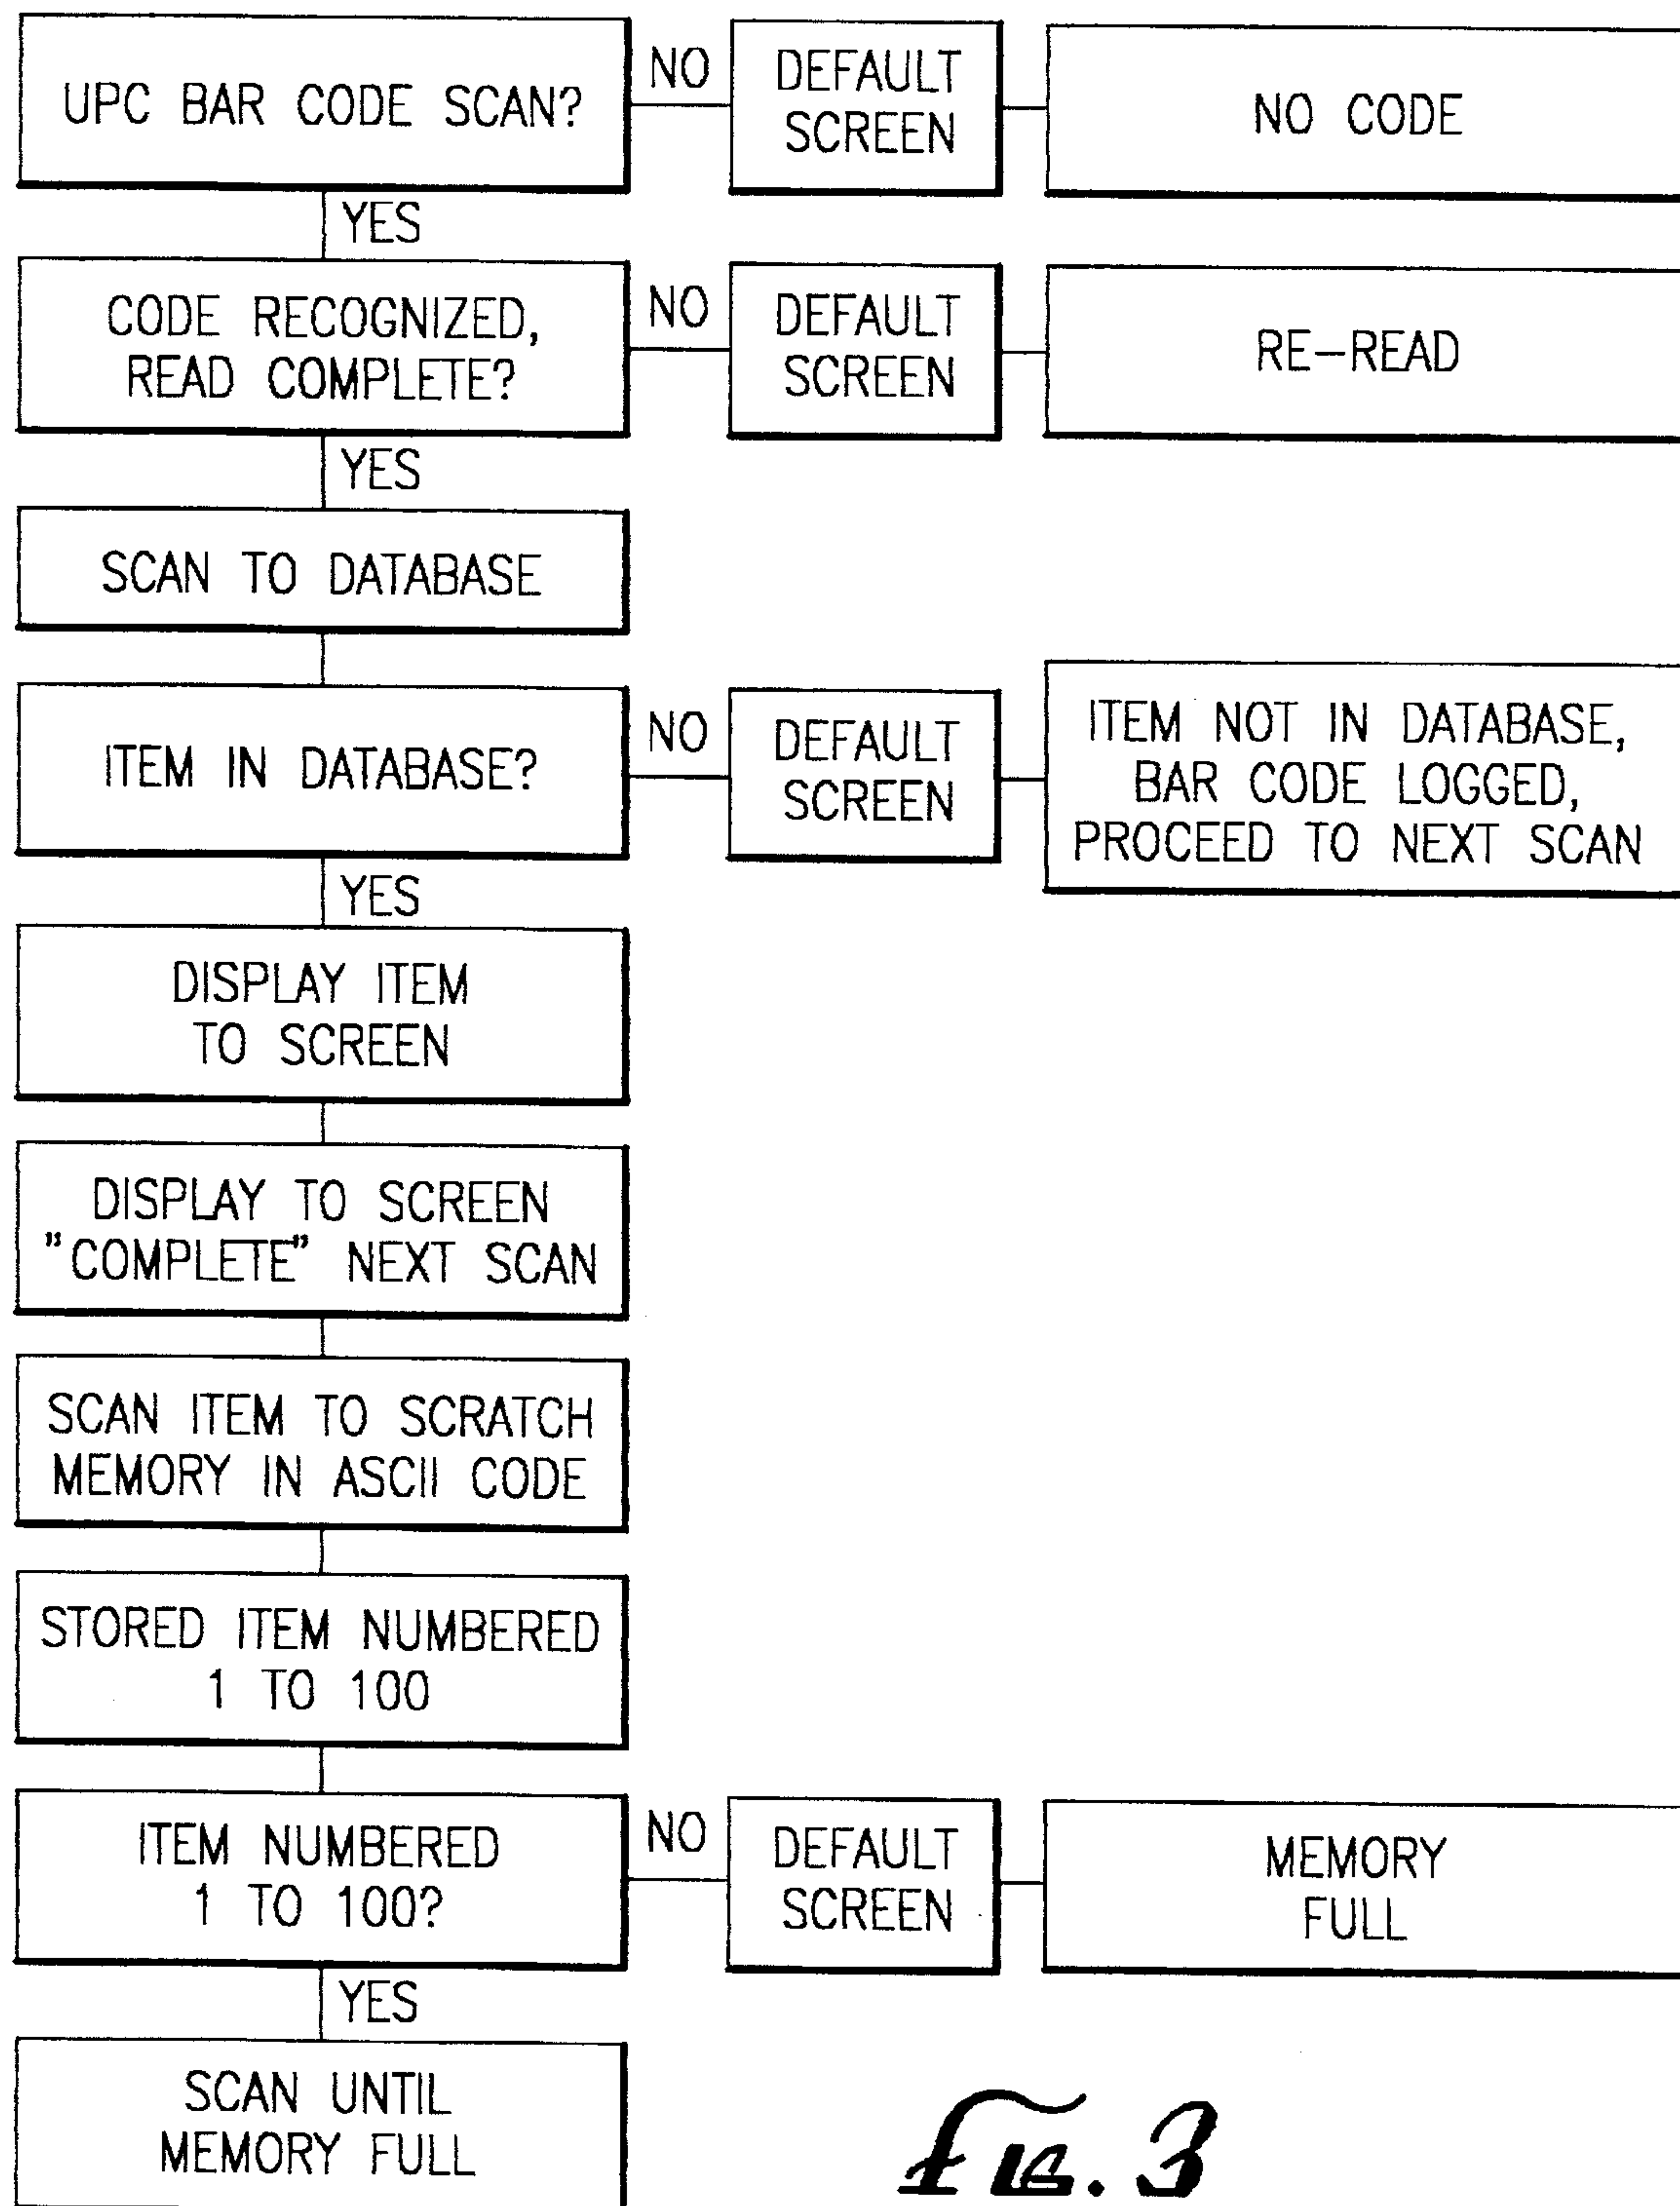 UPC BAR CODE SCAN?
NO
DEFAULT
SCREEN
NO CODE
YES
CODE RECOGNIZED,
READ COMPLETE?
NO
DEFAULT
SCREEN
RE-READ
YES
SCAN TO DATABASE
ITEM IN DATABASE?
NO
DEFAULT
SCREEN
ITEM NOT IN DATABASE,
BAR CODE LOGGED,
PROCEED TO NEXT SCAN
YES
DISPLAY ITEM
TO SCREEN
DISPLAY TO SCREEN
"COMPLETE" NEXT SCAN
SCAN ITEM TO SCRATCH
MEMORY IN ASCII CODE
STORED ITEM NUMBERED
1 TO 100
ITEM NUMBERED
1 TO 100?
NO
DEFAULT
SCREEN
MEMORY
FULL
YES
SCAN UNTIL
MEMORY FULL
FIG. 3